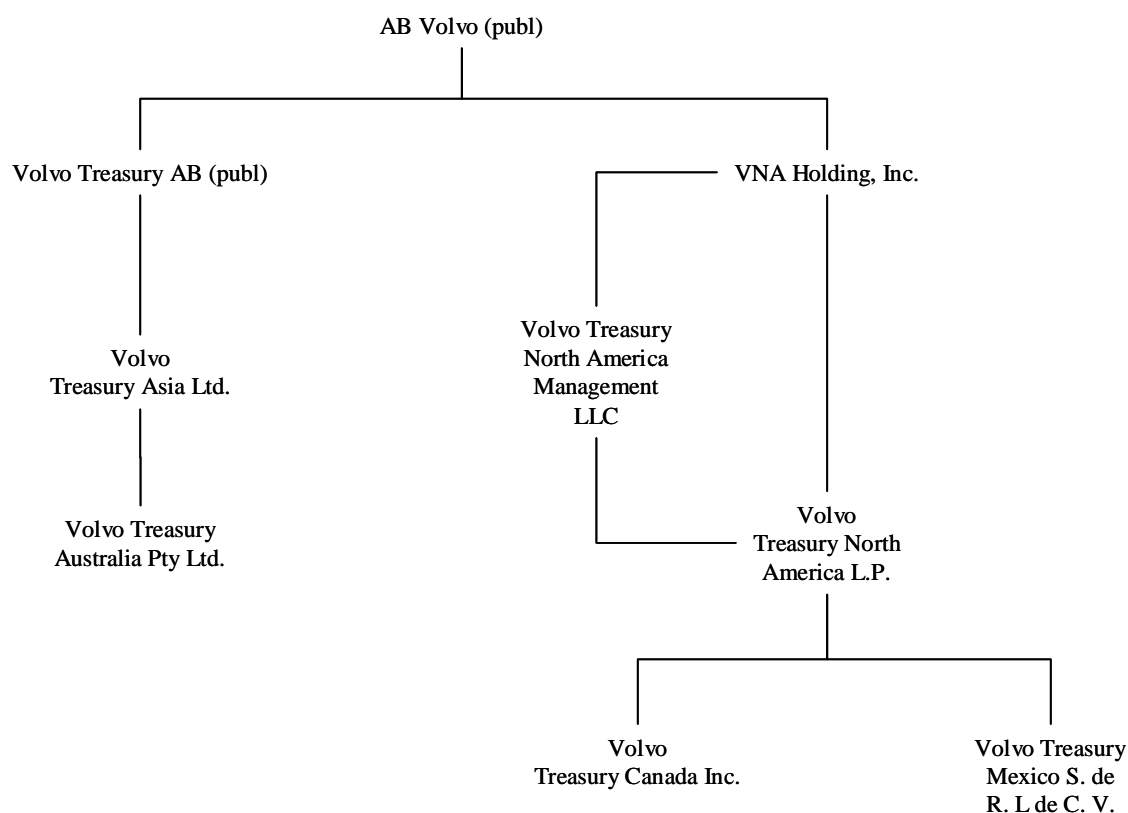 AB Volvo (publ)
Volvo Treasury AB (publ)
VNA Holding, Inc.
Volvo Treasury
North America
Management
LLC
Volvo
Treasury Asia Ltd.
Volvo Treasury
Australia Pty Ltd.
Volvo
Treasury North
America L.P.
Volvo
Treasury Canada Inc.
Volvo Treasury
Mexico S. de
R. L de C. V.